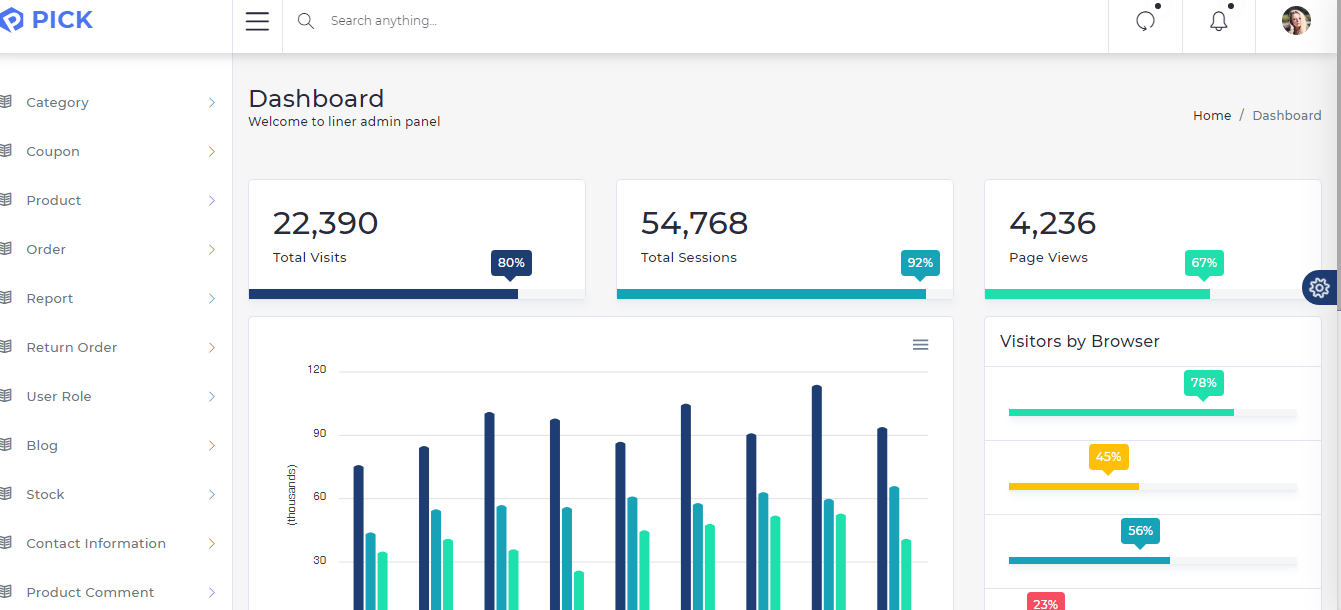 PICK
Search anything...
Category
Coupon
Product
Order
Report
Return Order
User Role
Blog
Stock
Contact Information
Product Comment
Dashboard
Welcome to liner admin panel
Home / Dashboard
22,390
Total Visits
80%
54,768
Total Sessions
92%
4,236
Page Views
67%
120
90
60
30
(thousands)
Visitors by Browser
78%
45%
56%
23%